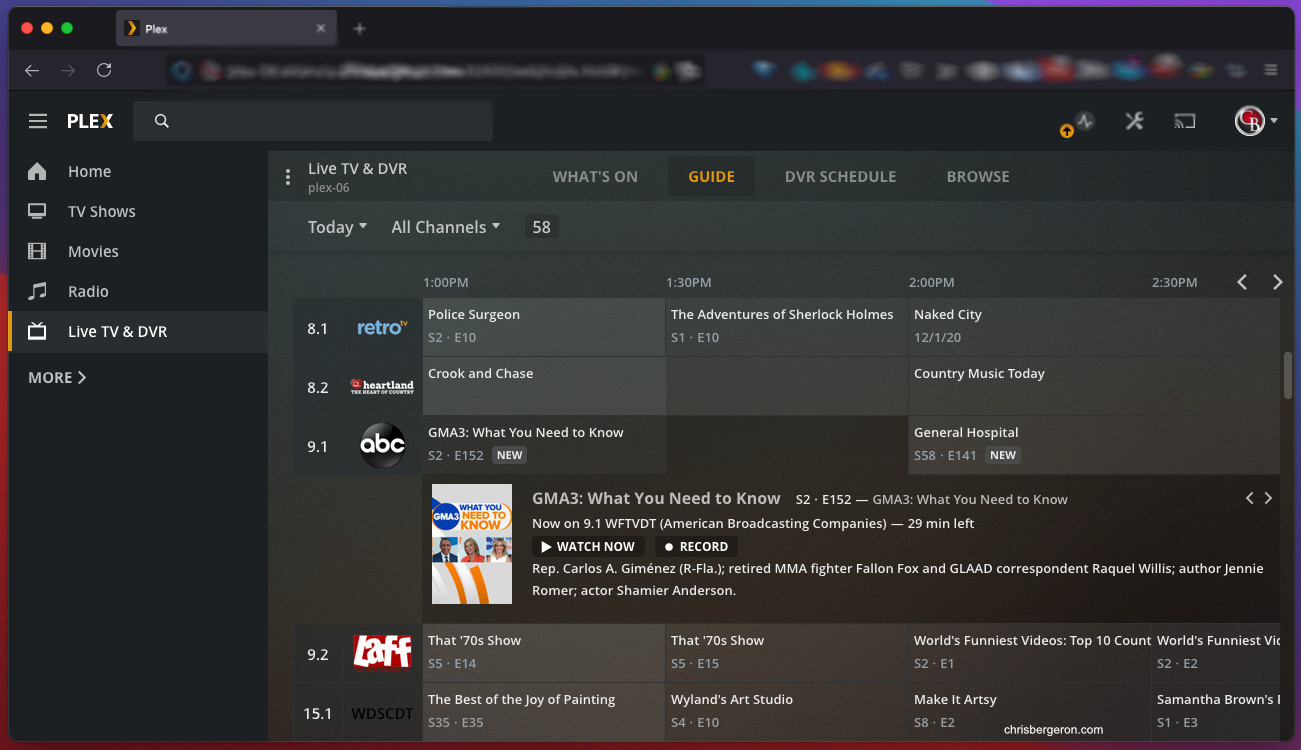 Plex
PLEX
Home
TV Shows
Movies
Radio
Live TV & DVR
MORE
Live TV & DVR
plex-06
WHAT'S ON
GUIDE
DVR SCHEDULE
BROWSE
Today
All Channels
58
1:00PM
1:30PM
2:00PM
2:30PM
8.1
retro tv
Police Surgeon
S2 · E10
The Adventures of Sherlock Holmes
S1 · E10
Naked City
12/1/20
8.2
heartland
THE HEART OF COUNTRY
Crook and Chase
Country Music Today
9.1
abc
GMA3: What You Need to Know
S2 · E152 NEW
General Hospital
S58 · E141 NEW
GMA3 WHAT YOU
NEED TO
KNOW
GMA3: What You Need to Know S2 · E152 — GMA3: What You Need to Know
Now on 9.1 WFTVDT (American Broadcasting Companies) — 29 min left
WATCH NOW
RECORD
Rep. Carlos A. Giménez (R-Fla.); retired MMA fighter Fallon Fox and GLAAD correspondent Raquel Willis; author Jennie
Romer; actor Shamier Anderson.
9.2
Laff
That '70s Show
S5 · E14
That '70s Show
S5 · E15
World's Funniest Videos: Top 10 Count
S2 · E1
World's Funniest Vi
S2 · E2
15.1
WDSCDT
The Best of the Joy of Painting
S35 · E35
Wyland's Art Studio
S4 · E10
Make It Artsy
S8 · E2
Samantha Brown's
S1 · E3
chrisbergeron.com